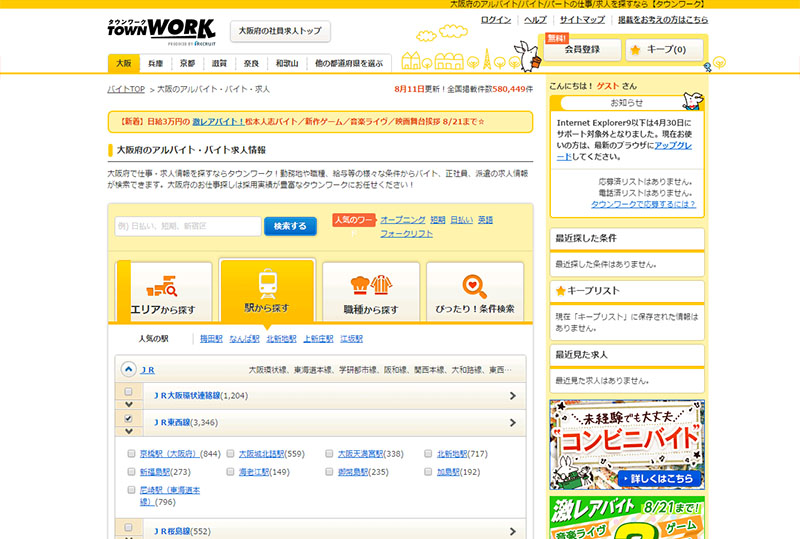 大阪府のアルバイト/バイト/パートの仕事/求人を探すなら【タウンワーク】
タウンワーク
TOWNWORK
PRODUCED BY RECRUIT
大阪府の社員求人トップ
ログイン ヘルプ サイトマップ 掲載をお考えの方はこちら
無料!
会員登録
キープ(0)
大阪 兵庫 京都 滋賀 奈良 和歌山 他の都道府県を選ぶ
バイトTOP > 大阪のアルバイト・バイト・求人
8月11日更新!全国掲載件数580,449件
【新着】日給3万円の 激レアバイト!松本人志バイト/新作ゲーム/音楽ライヴ/映画舞台挨拶 8/21まで☆
大阪府のアルバイト・バイト求人情報
大阪府で仕事・求人情報を探すならタウンワーク!勤務地や職種、給与等の様々な条件からバイト、正社員、派遣の求人情報
が検索できます。大阪府のお仕事探しは採用実績が豊富なタウンワークにお任せください!
例) 日払い、短期、新宿区
検索する
人気のワー
オープニング 短期 日払い 英語
フォークリフト
エリアから探す
駅から探す
職種から探す
ぴったり!条件検索
人気の駅
梅田駅 なんば駅 北新地駅 上新庄駅 江坂駅
JR
大阪環状線、東海道本線、学研都市線、阪和線、関西本線、大和路線、東西…
JR大阪環状線(1,204)
JR東西線(3,346)
京橋駅(大阪府)(844) 大阪城北詰駅(559) 大阪天満宮駅(338) 北新地駅(717)
新福島駅(273) 海老江駅(149) 御幣島駅(235) 加島駅(192)
尼崎駅(東海道本
線)(796)
JR桜島線(552)
こんにちは! ゲスト さん
お知らせ
Internet Explorer9以下は4月30日に
サポート対象外となりました。現在お使
いの方は、最新のブラウザにアップグレ
ードしてください。
応募済リストはありません。
電話済リストはありません。
タウンワークで応募するには?
最近探した条件
最近探した条件はありません。
キープリスト
現在「キープリスト」に保存された情報は
ありません。
最近見た求人
最近見た求人はありません。
未経験でも大丈夫
"コンビニバイト"
詳しくはこちら
激レアバイト 8/21まで!
音楽ライヴ
ゲーム